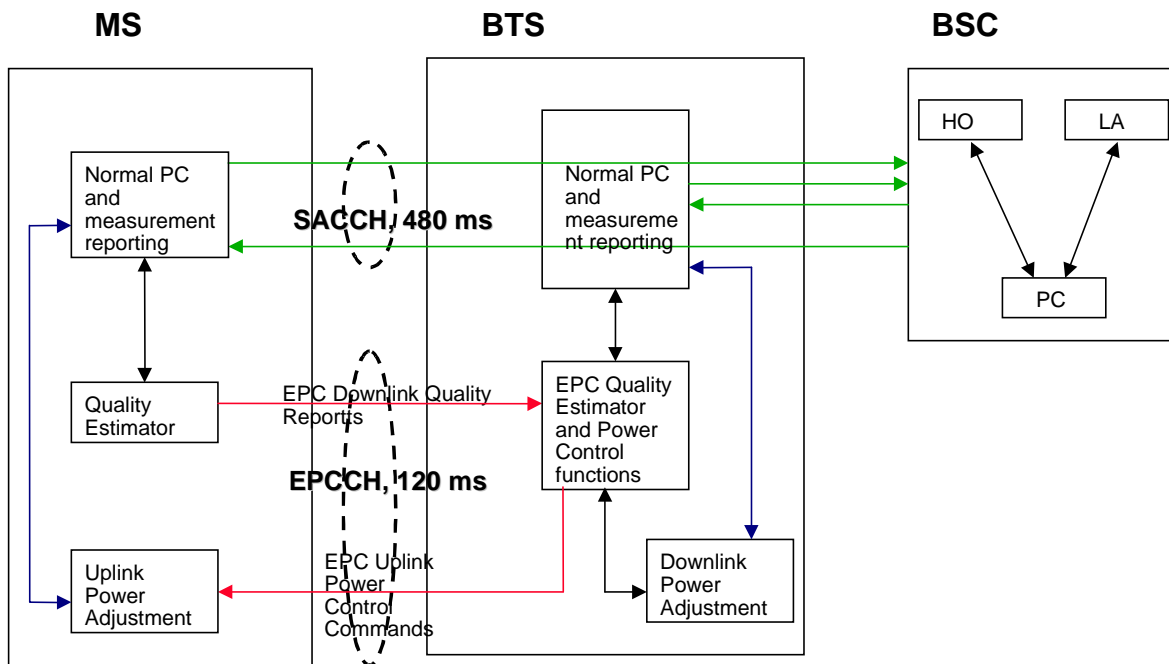 MS
BTS
BSC
HO
LA
PC
Normal PC
and
measurement
reporting
SACCH, 480 ms
Normal PC
and
measureme
nt reporting
Quality
Estimator
EPC Downlink Quality
Reportts
EPC Quality
Estimator
and Power
Control
functions
EPCCH, 120 ms
Uplink
Power
Adjustment
EPC Uplink
Power
Control
Commands
Downlink
Power
Adjustment